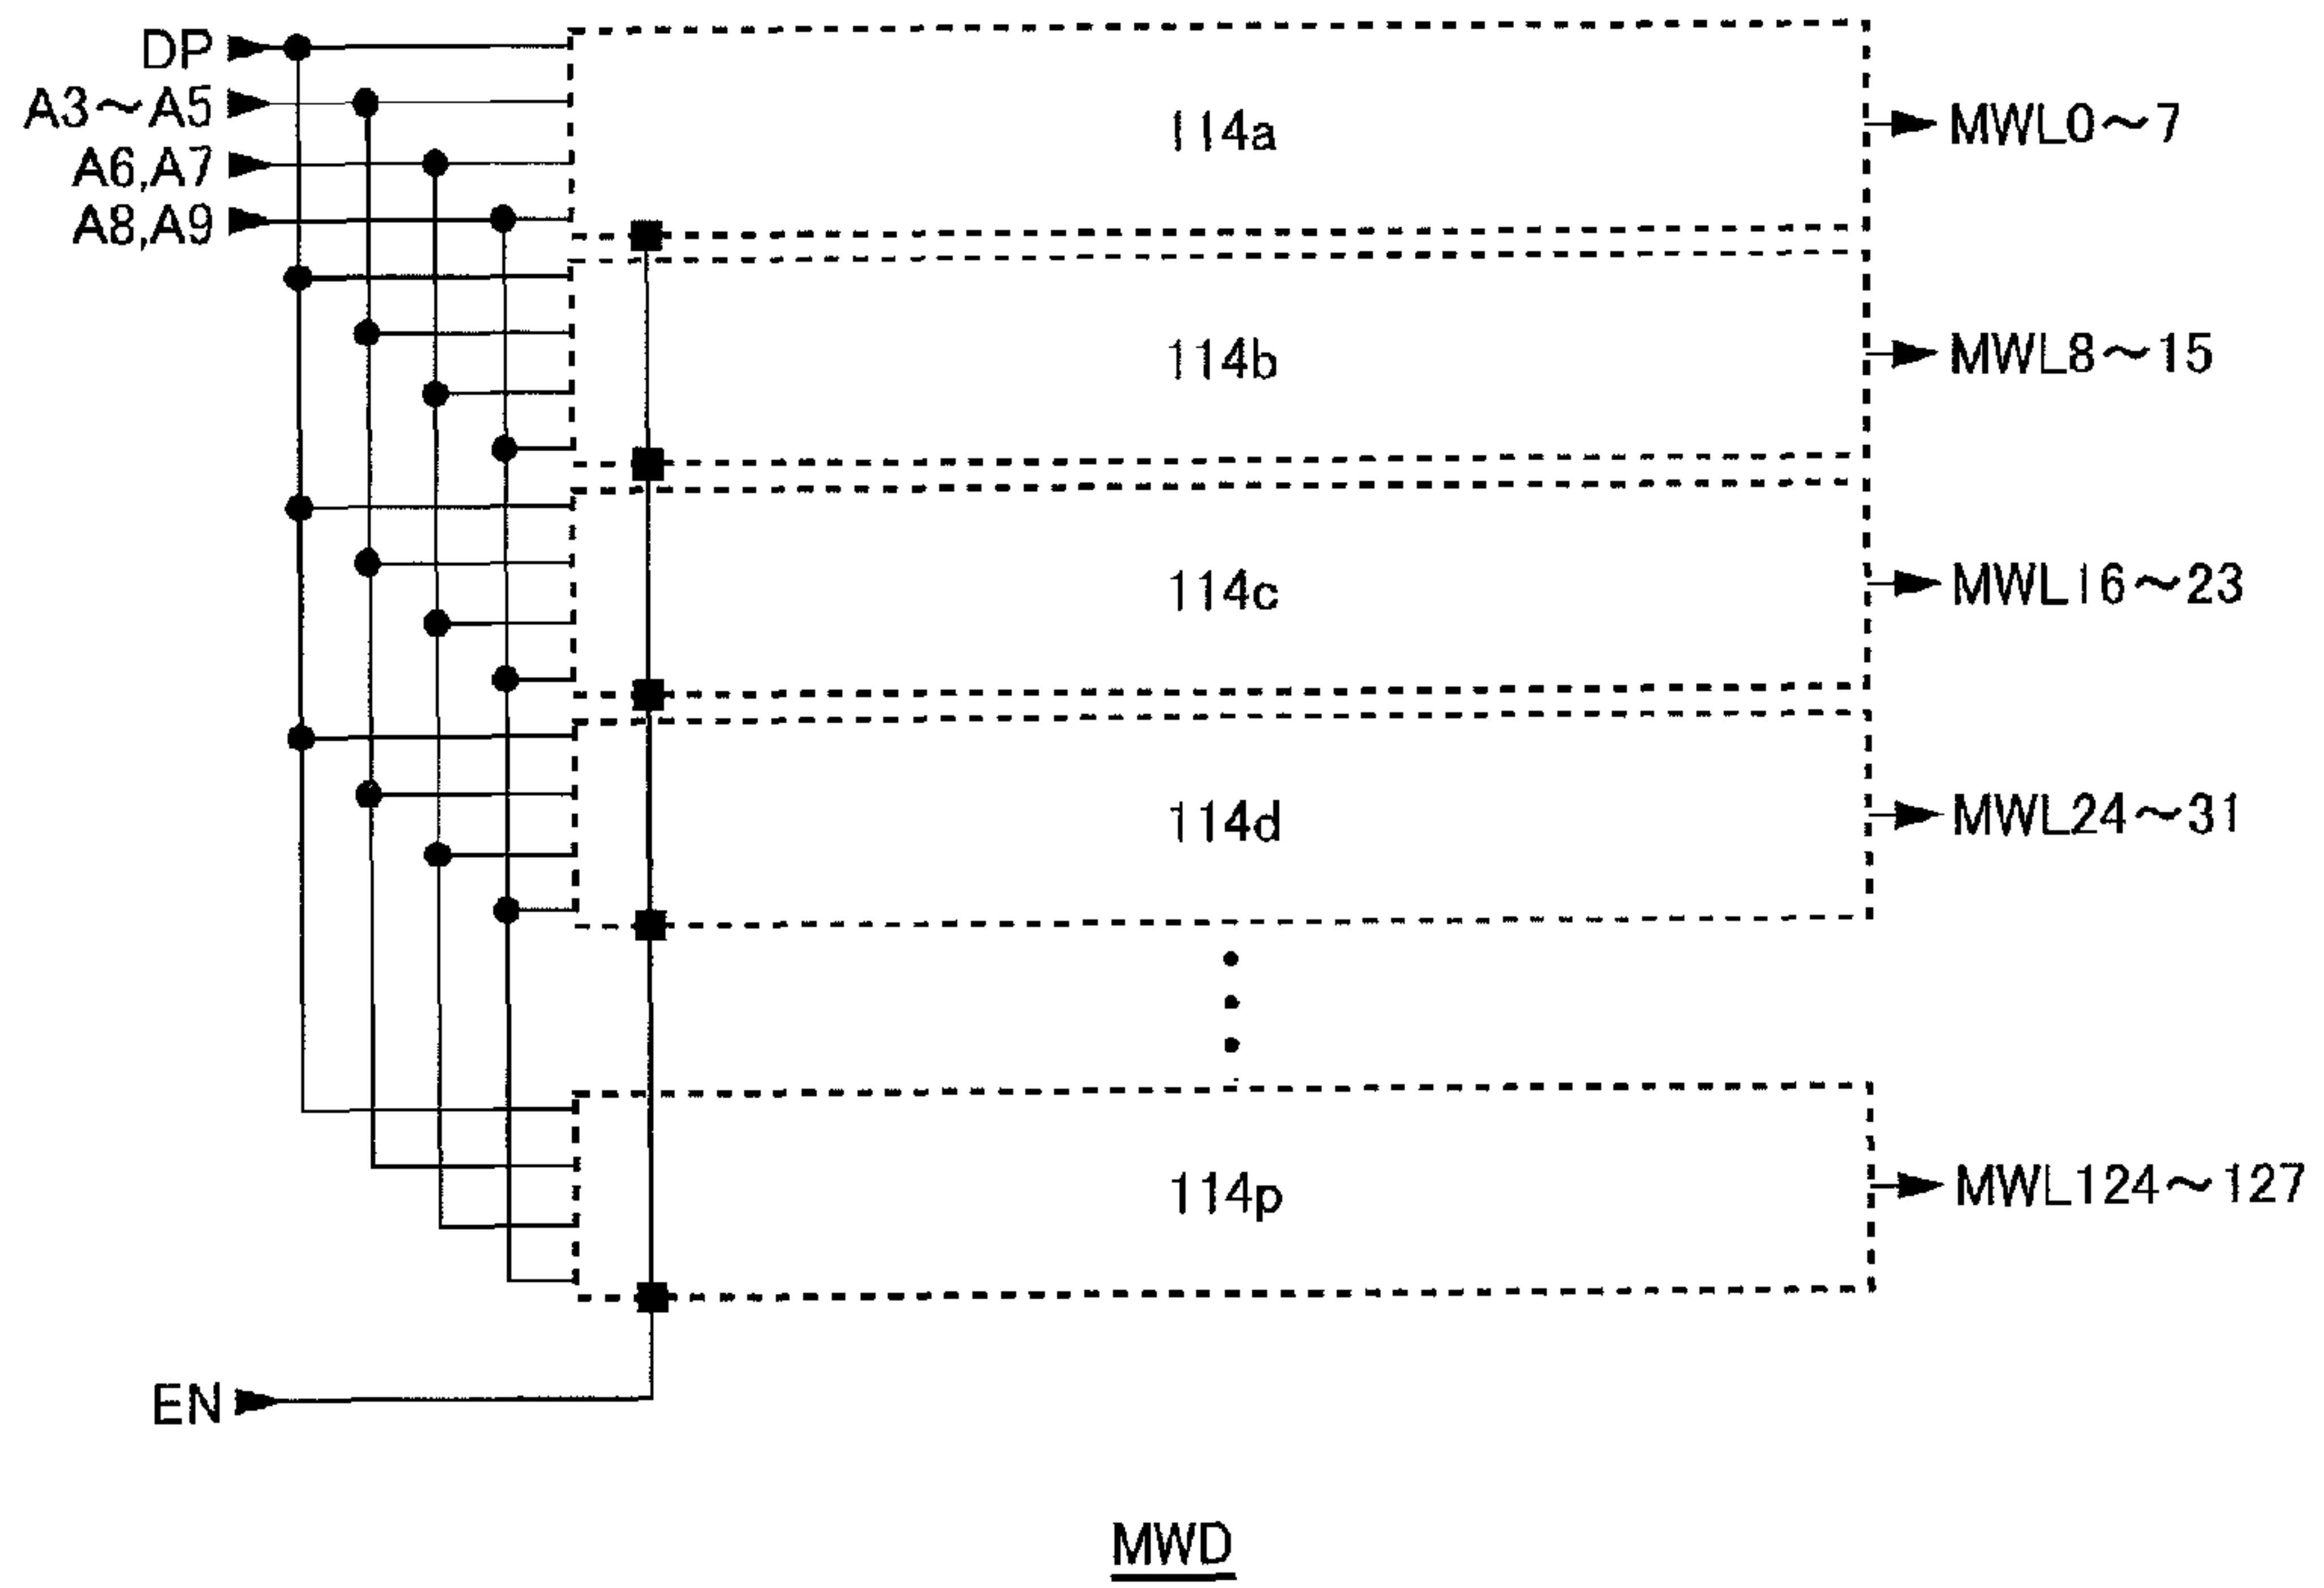 DP
A3～A5
A6,A7
A8,A9
114a
MWL0～7
114b
MWL8～15
114c
MWL16～23
114d
MWL24～31
114p
MWL124～127
EN
MWD